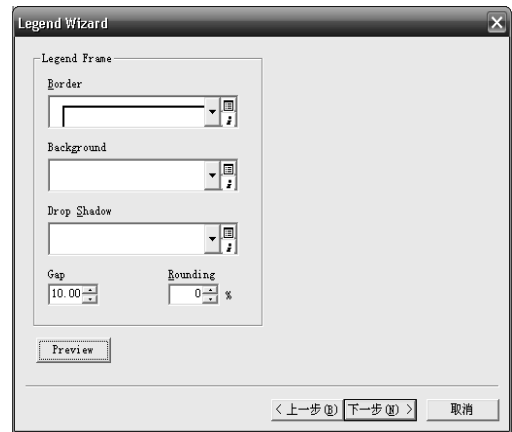 Legend Wizard
Legend Frame
Border
Background
Drop Shadow
Gap Rounding
10.00 0 %
Preview
< 上一步(B) 下一步(N) > 取消